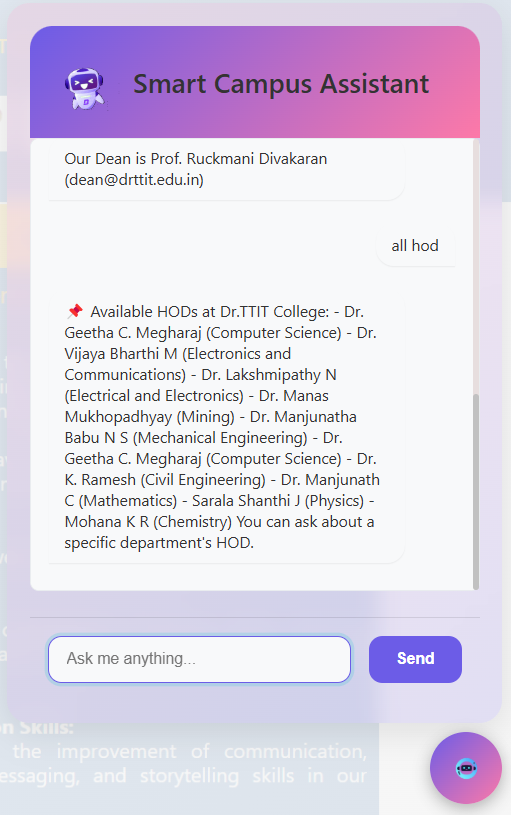 Smart Campus Assistant
Our Dean is Prof. Ruckmani Divakaran
(dean@drttit.edu.in)
all hod
📌 Available HODs at Dr.TTIT College: - Dr.
Geetha C. Megharaj (Computer Science) - Dr.
Vijaya Bharthi M (Electronics and
Communications) - Dr. Lakshmipathy N
(Electrical and Electronics) - Dr. Manas
Mukhopadhyay (Mining) - Dr. Manjunatha
Babu N S (Mechanical Engineering) - Dr.
Geetha C. Megharaj (Computer Science) - Dr.
K. Ramesh (Civil Engineering) - Dr. Manjunath
C (Mathematics) - Sarala Shanthi J (Physics) -
Mohana K R (Chemistry) You can ask about a
specific department's HOD.
Ask me anything...
Send
Skills:
the improvement of communication,
and storytelling skills in our